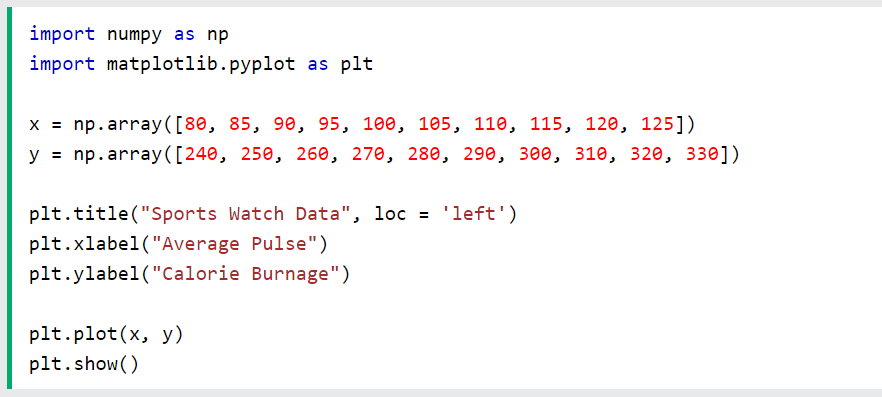 import numpy as np
import matplotlib.pyplot as plt
x = np.array([80, 85, 90, 95, 100, 105, 110, 115, 120, 125])
y = np.array([240, 250, 260, 270, 280, 290, 300, 310, 320, 330])
plt.title("Sports Watch Data", loc = 'left')
plt.xlabel("Average Pulse")
plt.ylabel("Calorie Burnage")
plt.plot(x, y)
plt.show()